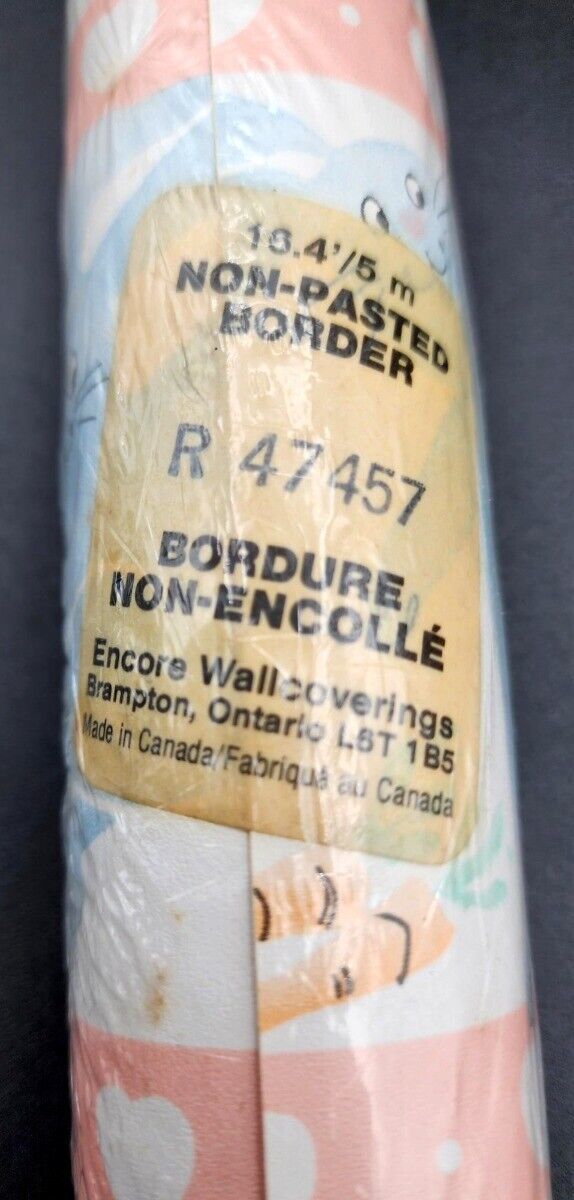 16.4'/5 m
NON-PASTED
BORDER
R 47457
BORDURE
NON-ENCOLLÉ
Encore Wallcoverings
Brampton, Ontario L6T 1B5
Made in Canada/Fabriqué au Canada